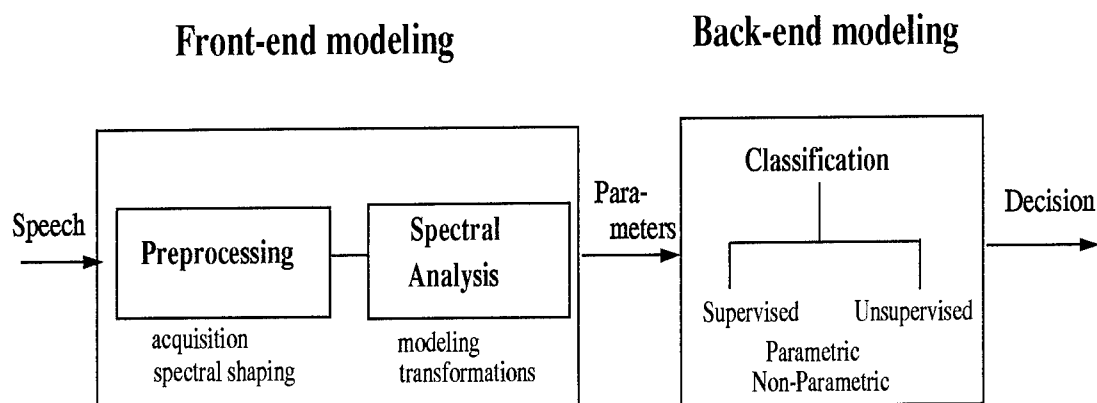 Front-end modeling
Back-end modeling
Speech
Preprocessing
acquisition
spectral shaping
Spectral
Analysis
modeling
transformations
Para-
meters
Classification
Supervised
Unsupervised
Parametric
Non-Parametric
Decision